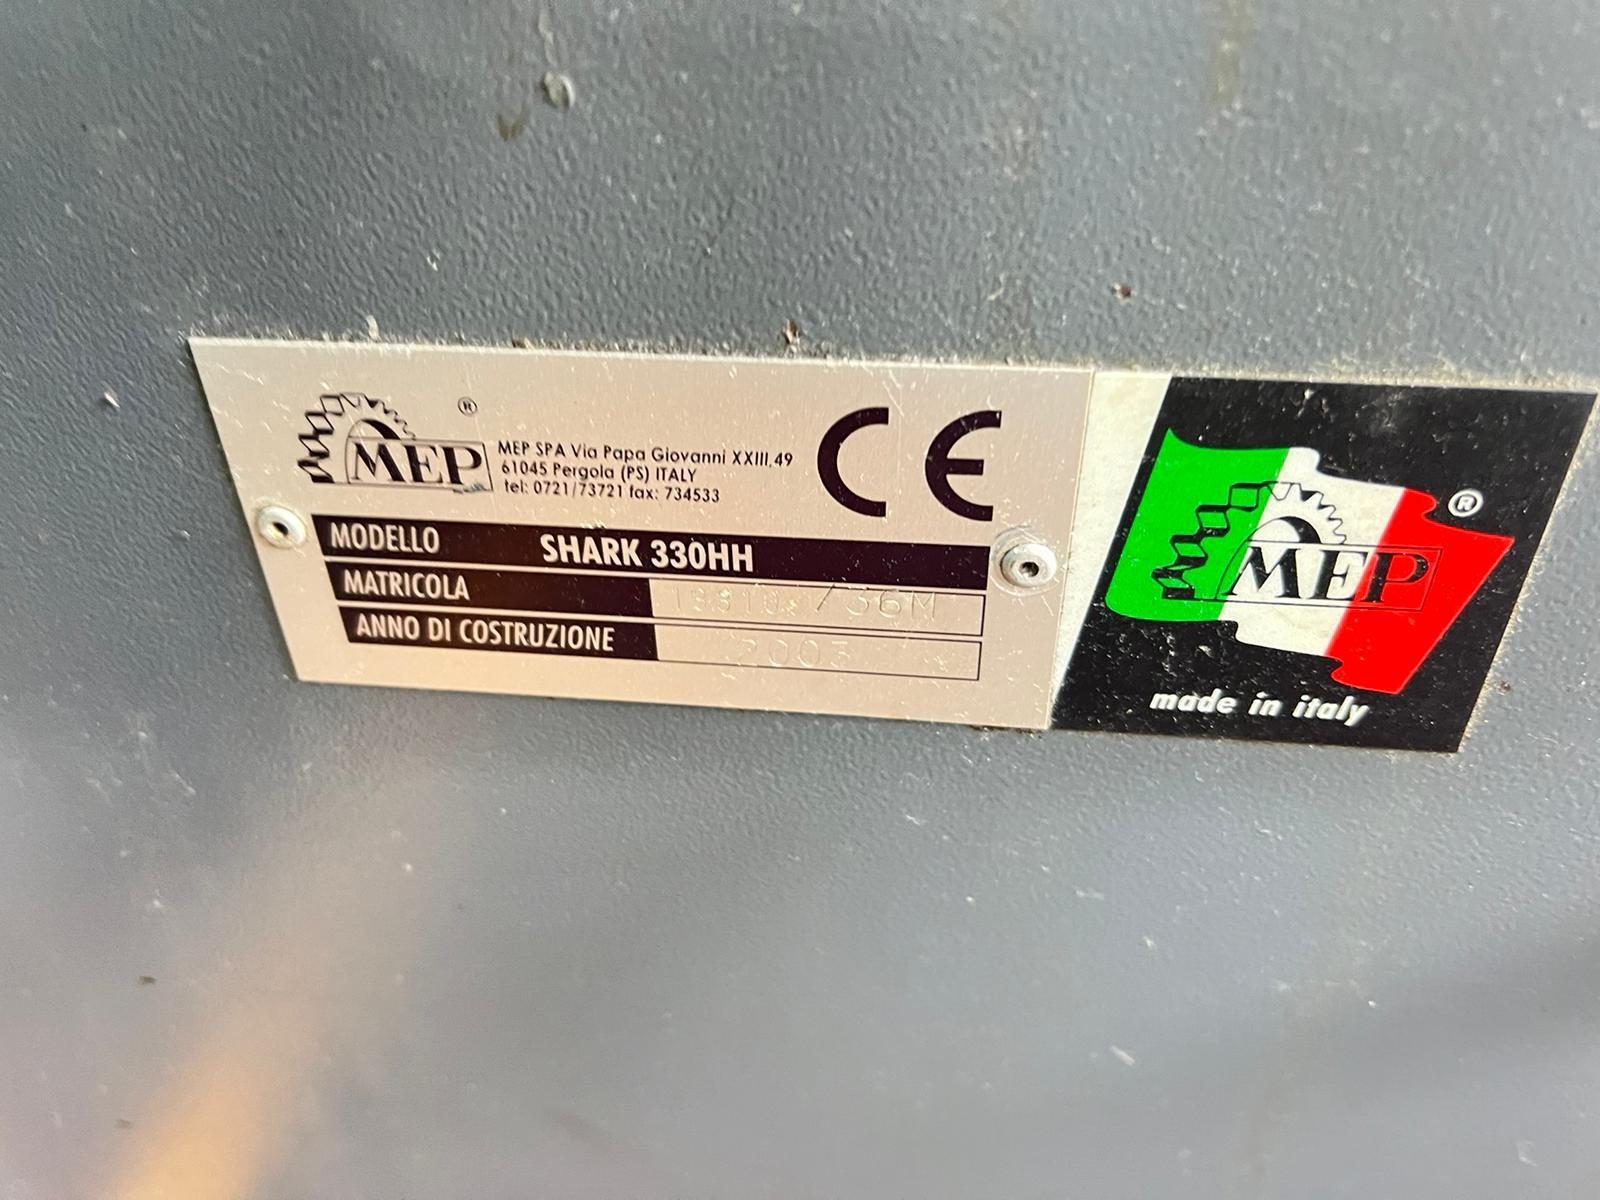 MEP ®
MEP SPA Via Papa Giovanni XXIII,49
61045 Pergola (PS) ITALY
tel: 0721/73721 fax: 734533
CE
MODELLO SHARK 330HH
MATRICOLA
ANNO DI COSTRUZIONE 2003
MEP ®
made in italy